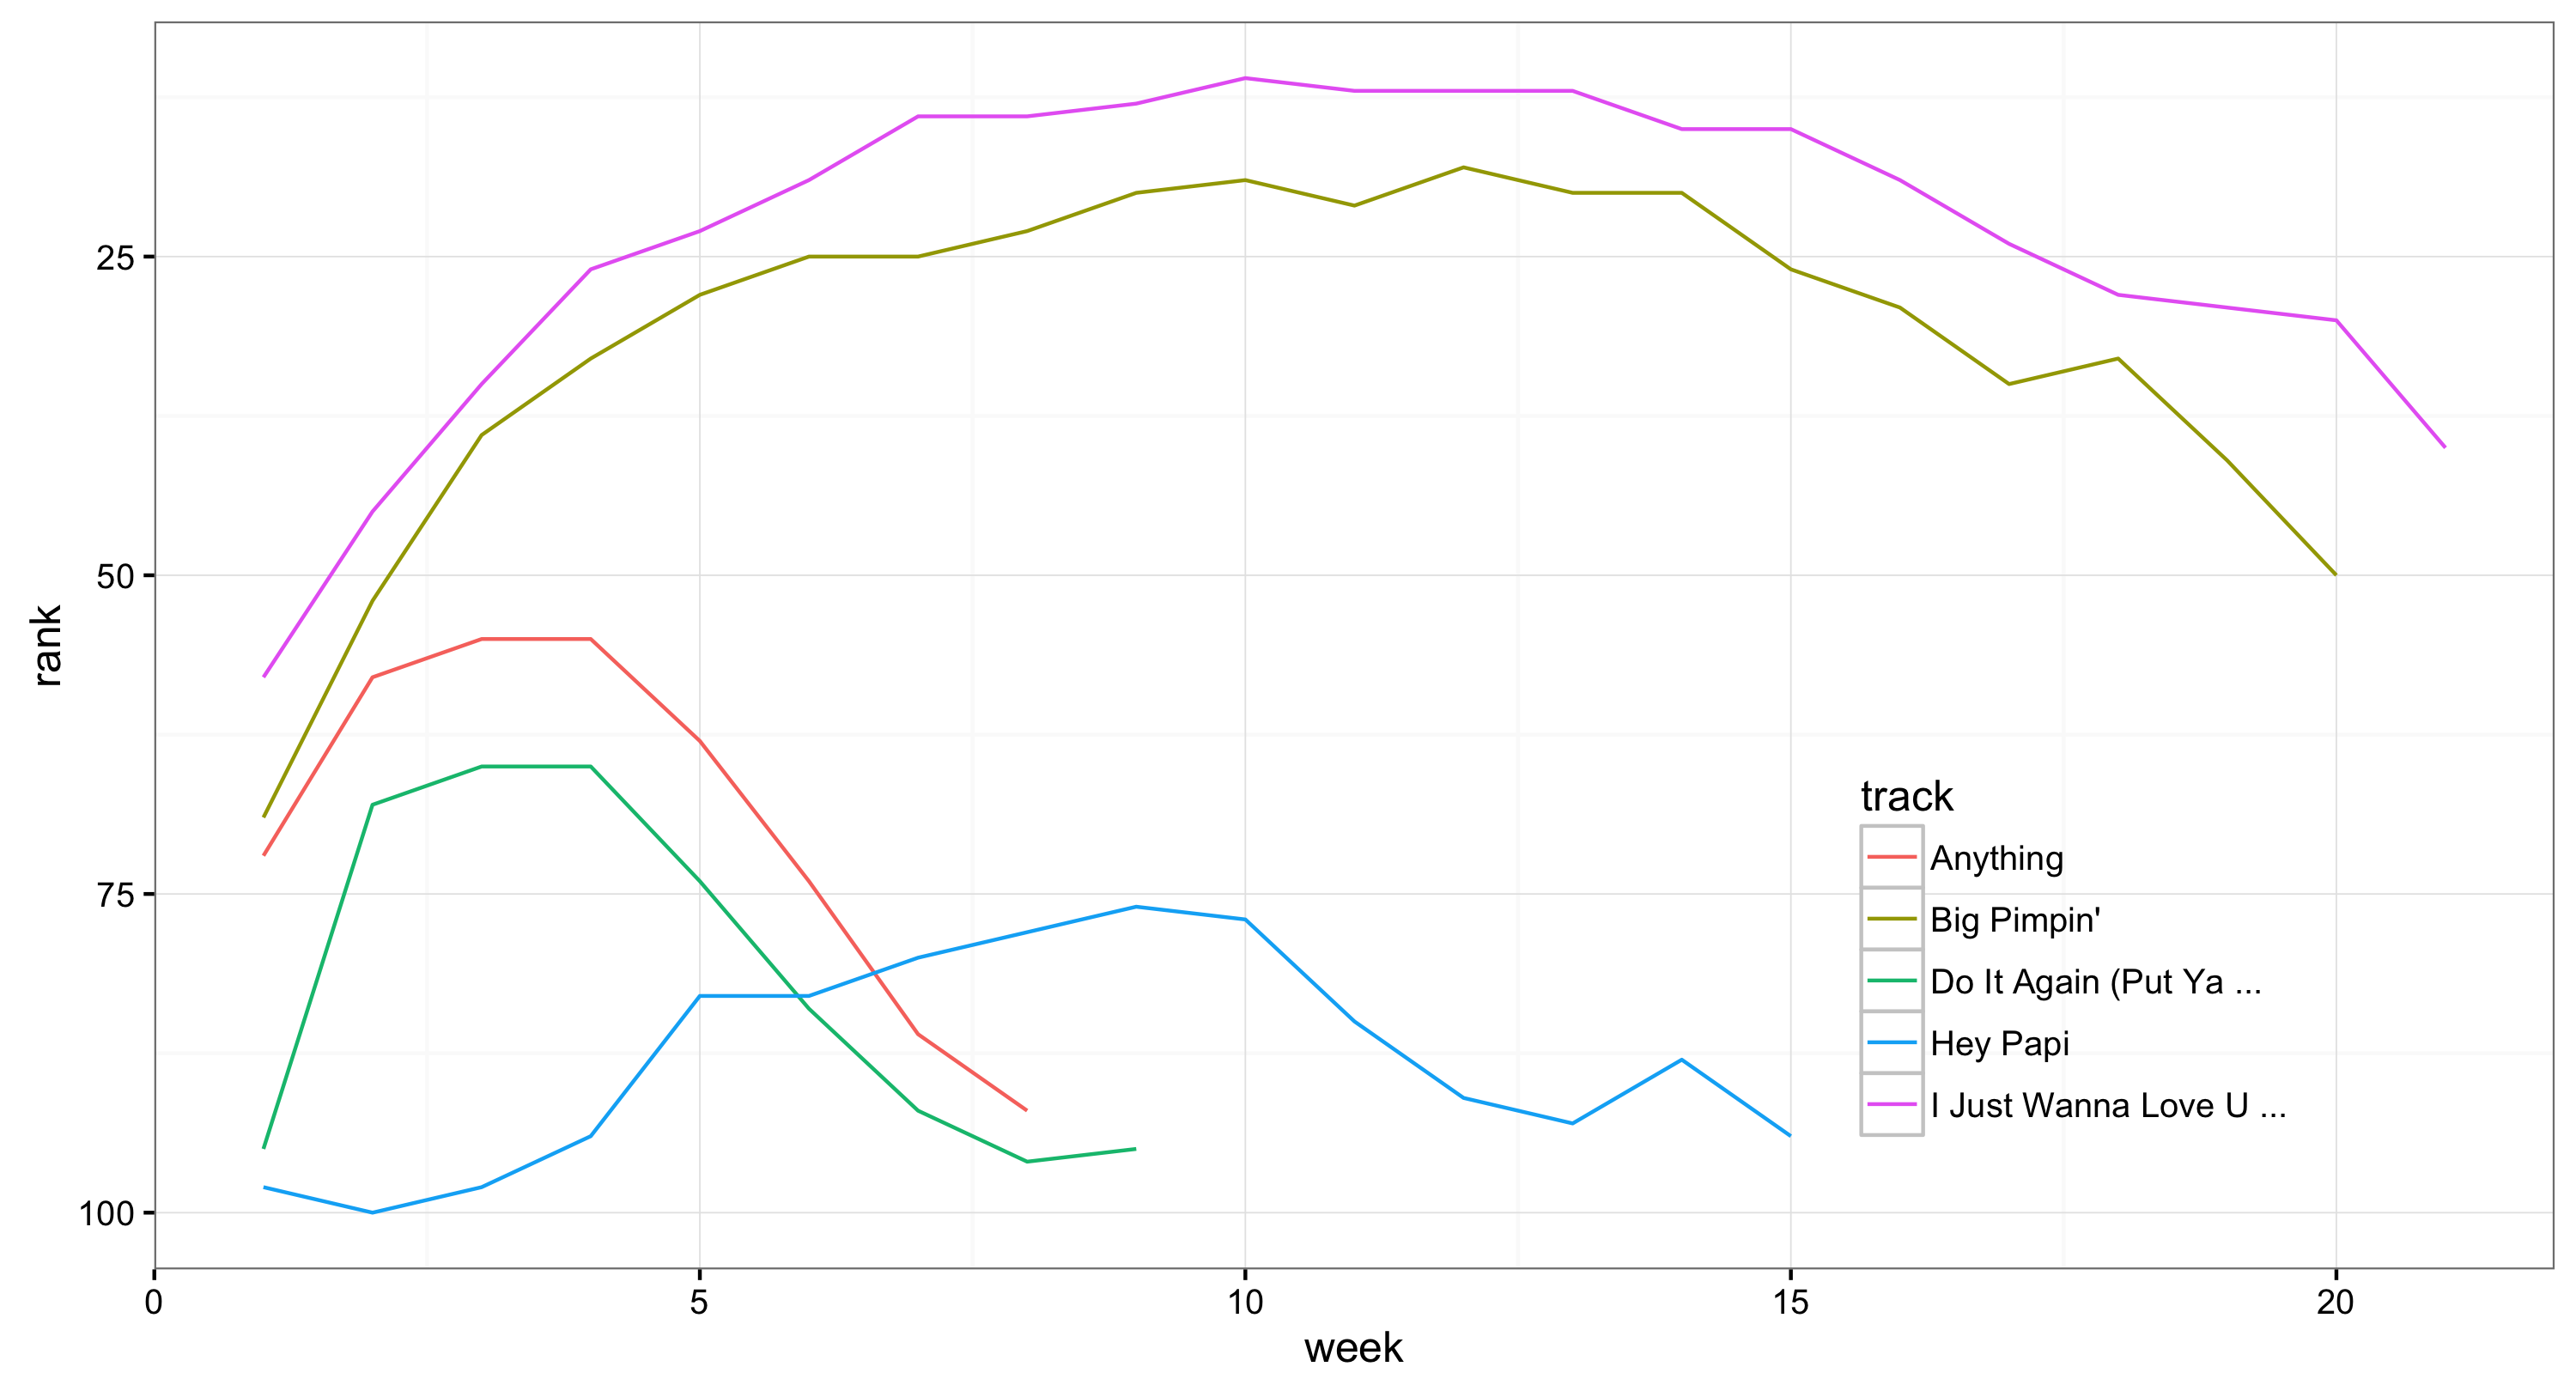 25
50
75
100
rank
0 5 10 15 20
week
track
Anything
Big Pimpin'
Do It Again (Put Ya ...
Hey Papi
I Just Wanna Love U ...